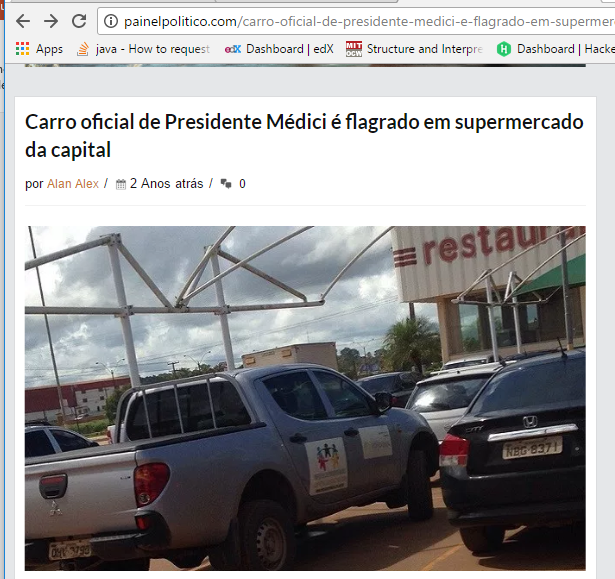 painelpolitico.com/carro-oficial-de-presidente-medici-e-flagrado-em-supermer
Apps java - How to request Dashboard | edX Structure and Interpre Dashboard | Hacke
Carro oficial de Presidente Médici é flagrado em supermercado
da capital
por Alan Alex / 2 Anos atrás / 0
restaura
CITY
NBG 8371